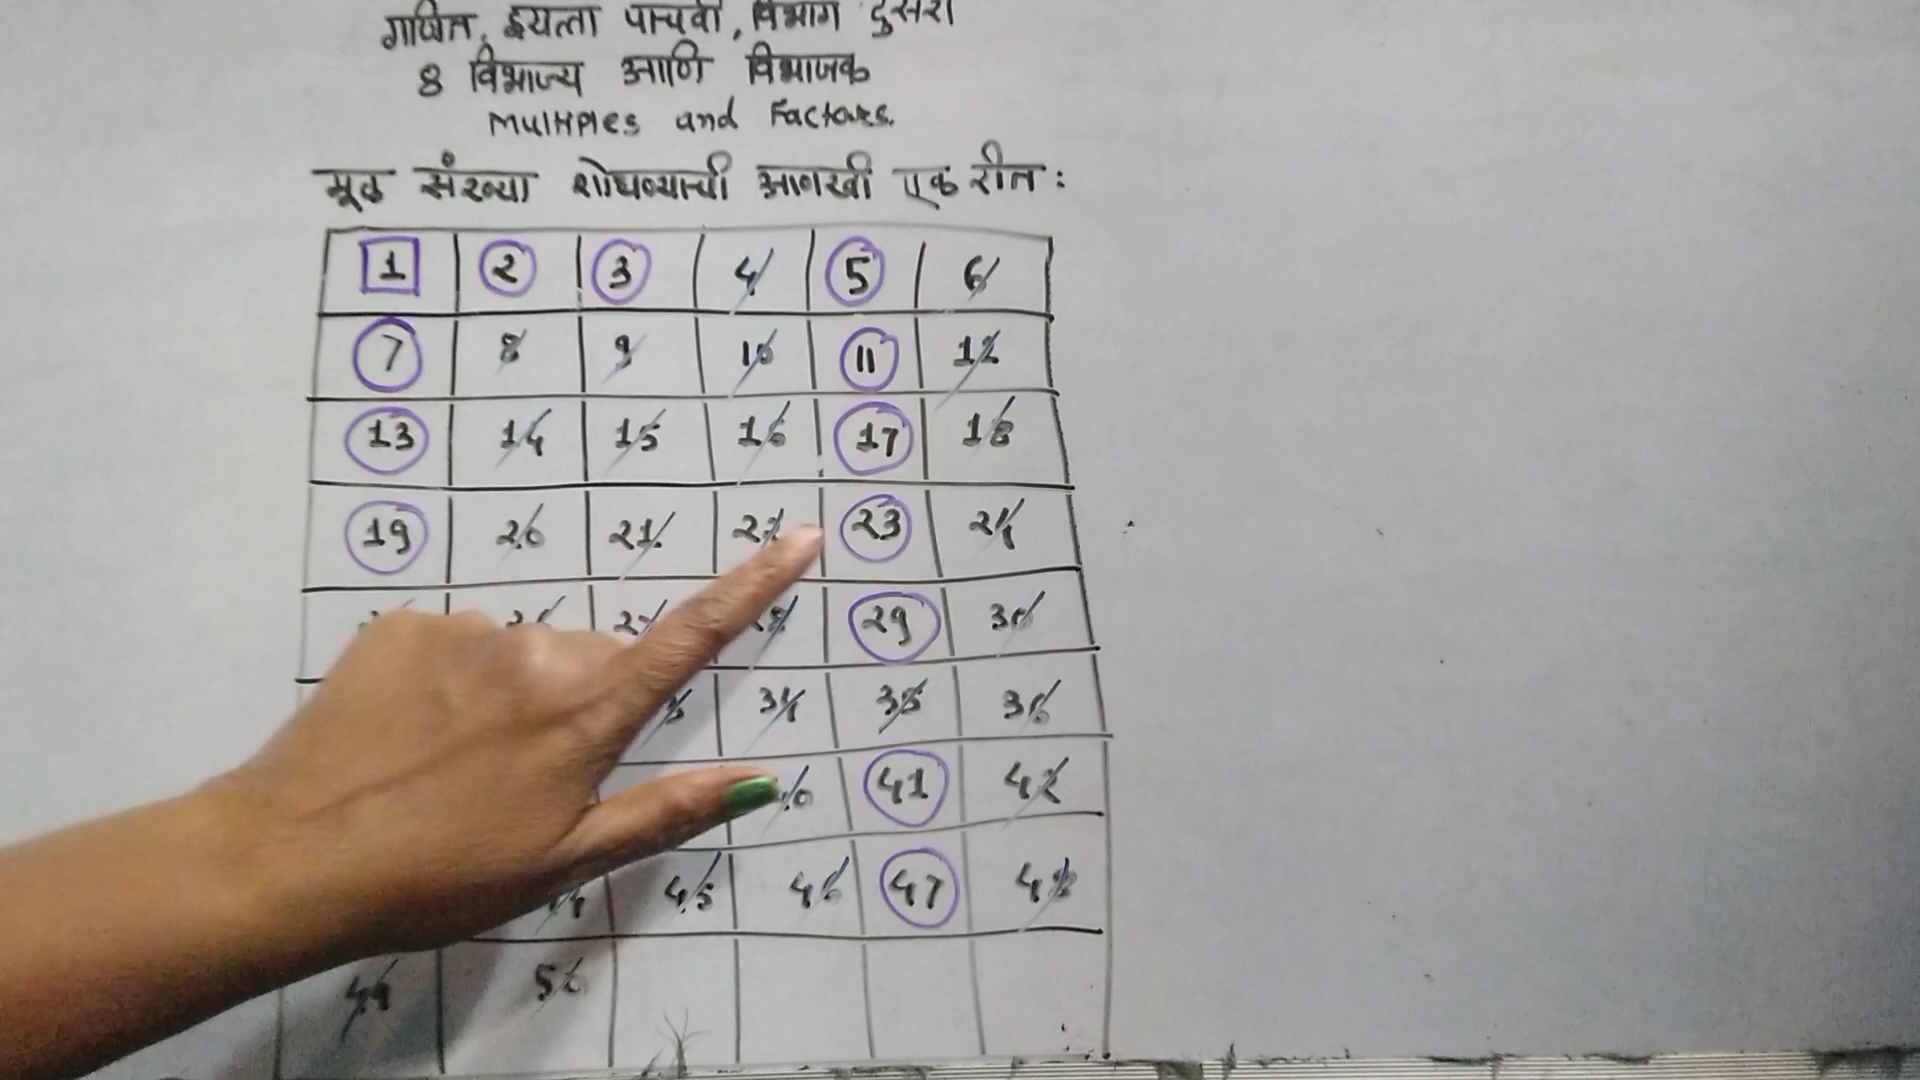 गणित, इयत्ता पाचवी, विभाग दुसरा
8 विभाज्य आणि विभाजक
Multiples and Factors.
मूळ संख्या शोधण्याची आणखी एक रीत :
1 2 3 4 5 6
7 8 9 10 11 12
13 14 15 16 17 18
19 20 21 22 23 24
29 30
34 35 36
41 42
45 46 47 48
49 50